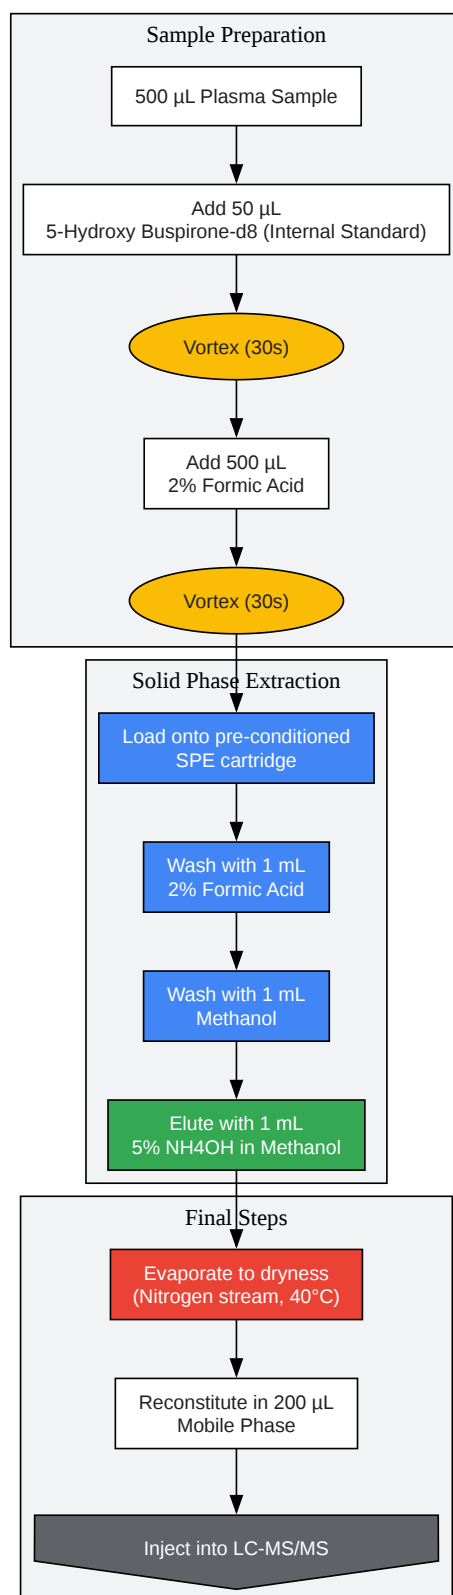 Sample Preparation
500 µL Plasma Sample
Add 50 µL
5-Hydroxy Buspirone-d8 (Internal Standard)
Vortex (30s)
Add 500 µL
2% Formic Acid
Vortex (30s)
Solid Phase Extraction
Load onto pre-conditioned
SPE cartridge
Wash with 1 mL
2% Formic Acid
Wash with 1 mL
Methanol
Elute with 1 mL
5% NH4OH in Methanol
Final Steps
Evaporate to dryness
(Nitrogen stream, 40°C)
Reconstitute in 200 µL
Mobile Phase
Inject into LC-MS/MS